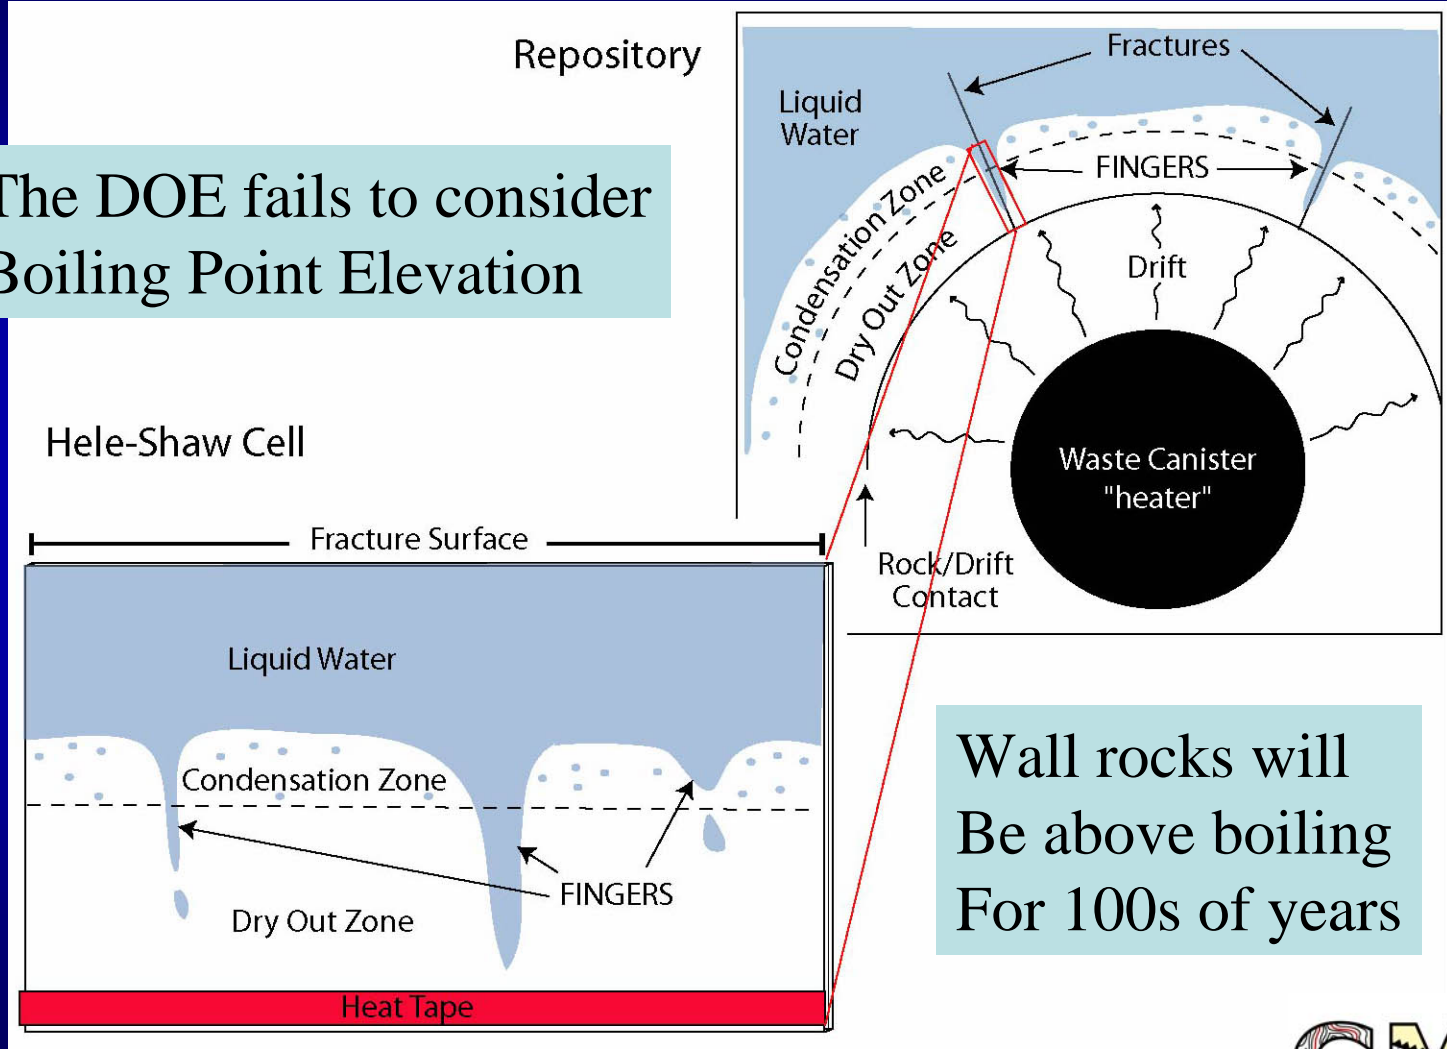 Repository
Fractures
Liquid
Water
FINGERS
Condensation Zone
Dry Out Zone
Drift
Waste Canister
"heater"
Rock/Drift
Contact
The DOE fails to consider
Boiling Point Elevation
Hele-Shaw Cell
Fracture Surface
Liquid Water
Condensation Zone
FINGERS
Dry Out Zone
Heat Tape
Wall rocks will
Be above boiling
For 100s of years